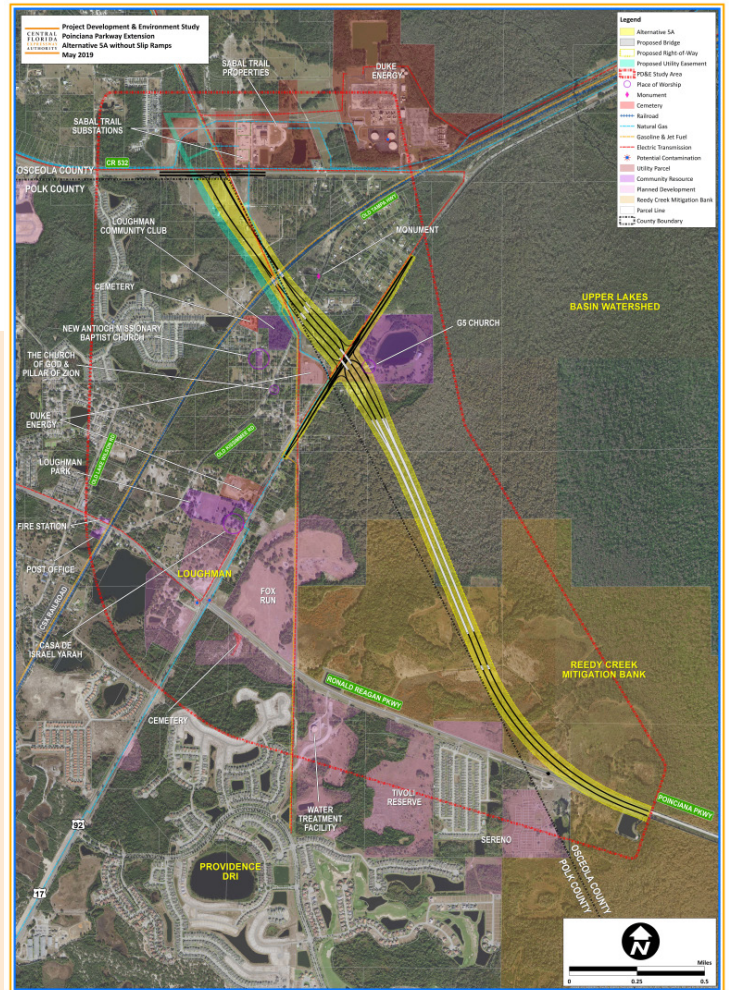 CENTRAL
FLORIDA
EXPRESSWAY
AUTHORITY
Project Development & Environment Study
Poinciana Parkway Extension
Alternative 5A without Slip Ramps
May 2019
Legend
Alternative 5A
Proposed Bridge
Proposed Right-of-Way
Proposed Utility Easement
PD&E Study Area
Place of Worship
Monument
Cemetery
Railroad
Natural Gas
Gasoline & Jet Fuel
Electric Transmission
Potential Contamination
Utility Parcel
Community Resource
Planned Development
Reedy Creek Mitigation Bank
Parcel Line
County Boundary
SABAL TRAIL
PROPERTIES
DUKE
ENERGY
SABAL TRAIL
SUBSTATIONS
CR 532
OSCEOLA COUNTY
POLK COUNTY
OLD TAMPA HWY
LOUGHMAN
COMMUNITY CLUB
MONUMENT
CEMETERY
UPPER LAKES
BASIN WATERSHED
NEW ANTIOCH MISSIONARY
BAPTIST CHURCH
G5 CHURCH
THE CHURCH
OF GOD &
PILLAR OF ZION
DUKE
ENERGY
OLD KISSIMMEE RD
OLD LAKE WILSON RD
LOUGHMAN
PARK
FIRE STATION
POST OFFICE
LOUGHMAN
CSX RAILROAD
FOX
RUN
CASA DE
ISRAEL YARAH
REEDY CREEK
MITIGATION BANK
RONALD REAGAN PKWY
CEMETERY
POINCIANA PKWY
WATER
TREATMENT
FACILITY
TIVOLI
RESERVE
SERENO
92
PROVIDENCE
DRI
OSCEOLA COUNTY
POLK COUNTY
17
N
Miles
0 0.25 0.5